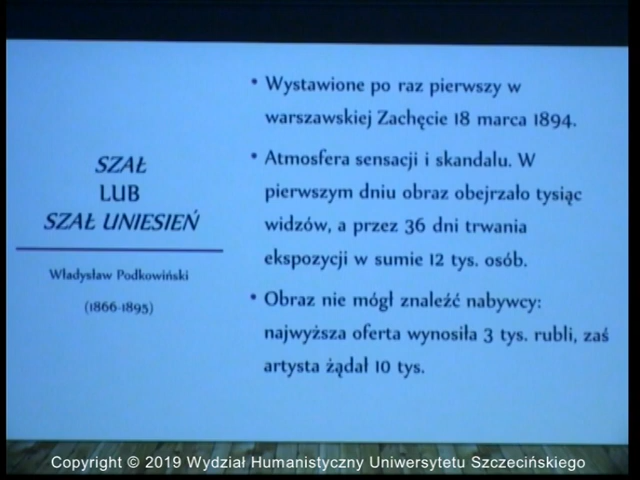 SZAŁ
LUB
SZAŁ UNIESIEŃ
Władysław Podkowiński
(1866-1895)
• Wystawione po raz pierwszy w
warszawskiej Zachęcie 18 marca 1894.
• Atmosfera sensacji i skandalu. W
pierwszym dniu obraz obejrzało tysiąc
widzów, a przez 36 dni trwania
ekspozycji w sumie 12 tys. osób.
• Obraz nie mógł znaleźć nabywcy:
najwyższa oferta wynosiła 3 tys. rubli, zaś
artysta żądał 10 tys.
Copyright © 2019 Wydział Humanistyczny Uniwersytetu Szczecińskiego